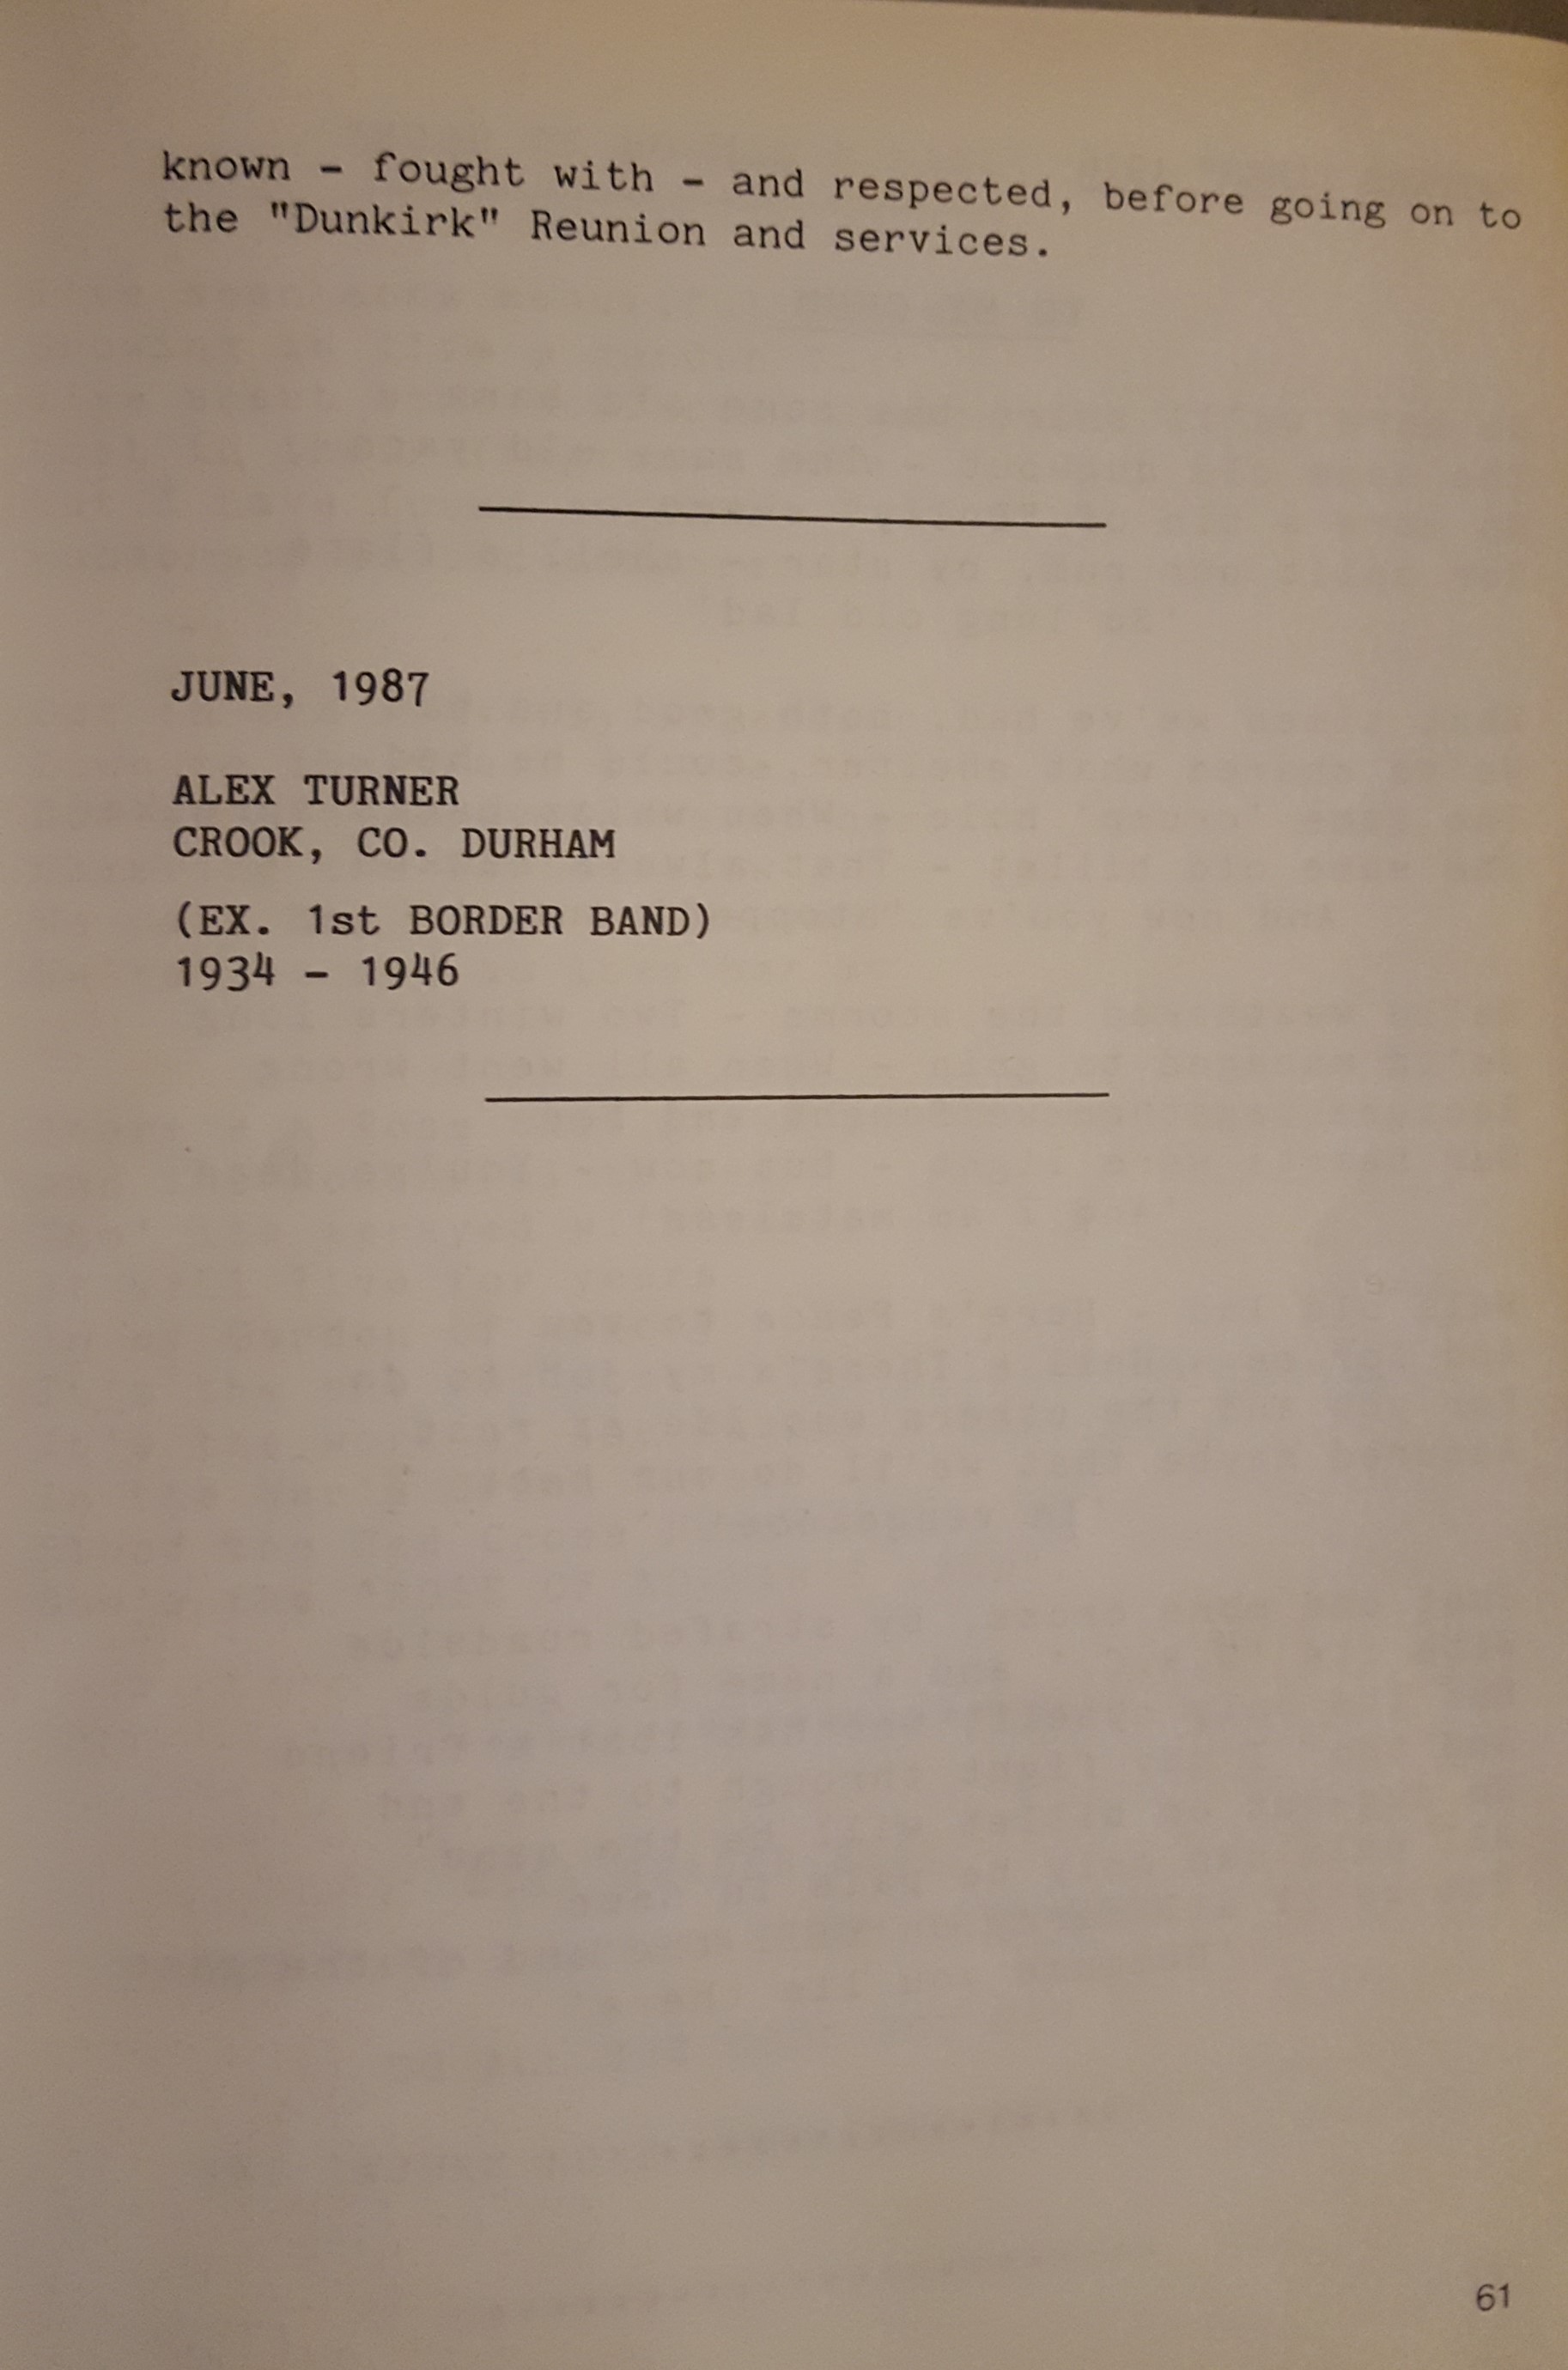 known - fought with - and respected, before going on to
the "Dunkirk" Reunion and services.
JUNE, 1987
ALEX TURNER
CROOK, CO. DURHAM
(EX. 1st BORDER BAND)
1934 - 1946
61